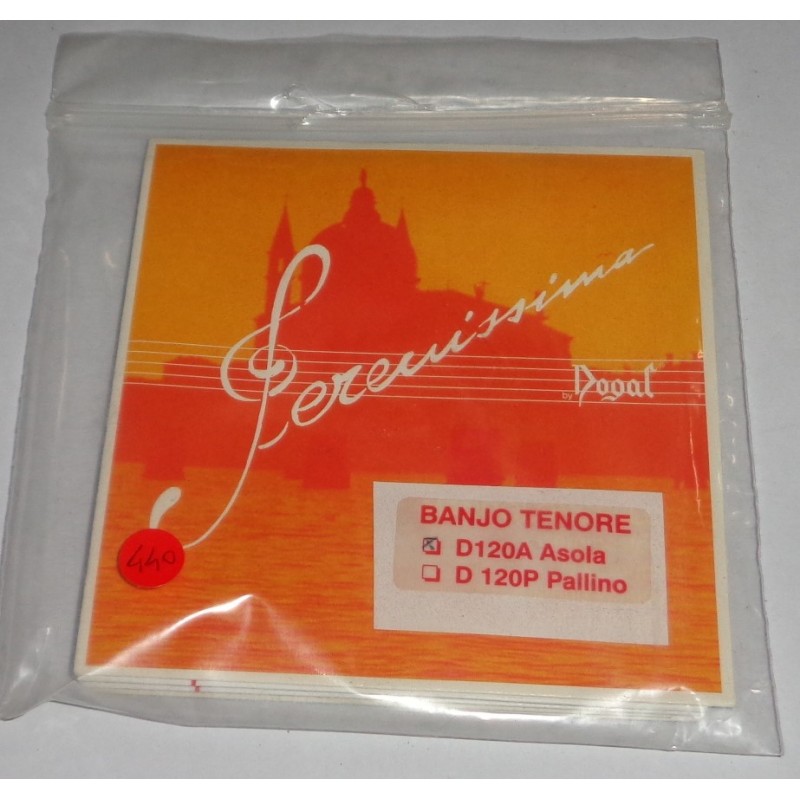 Serenissima
by Dogal
BANJO TENORE
D120A Asola
D 120P Pallino
440